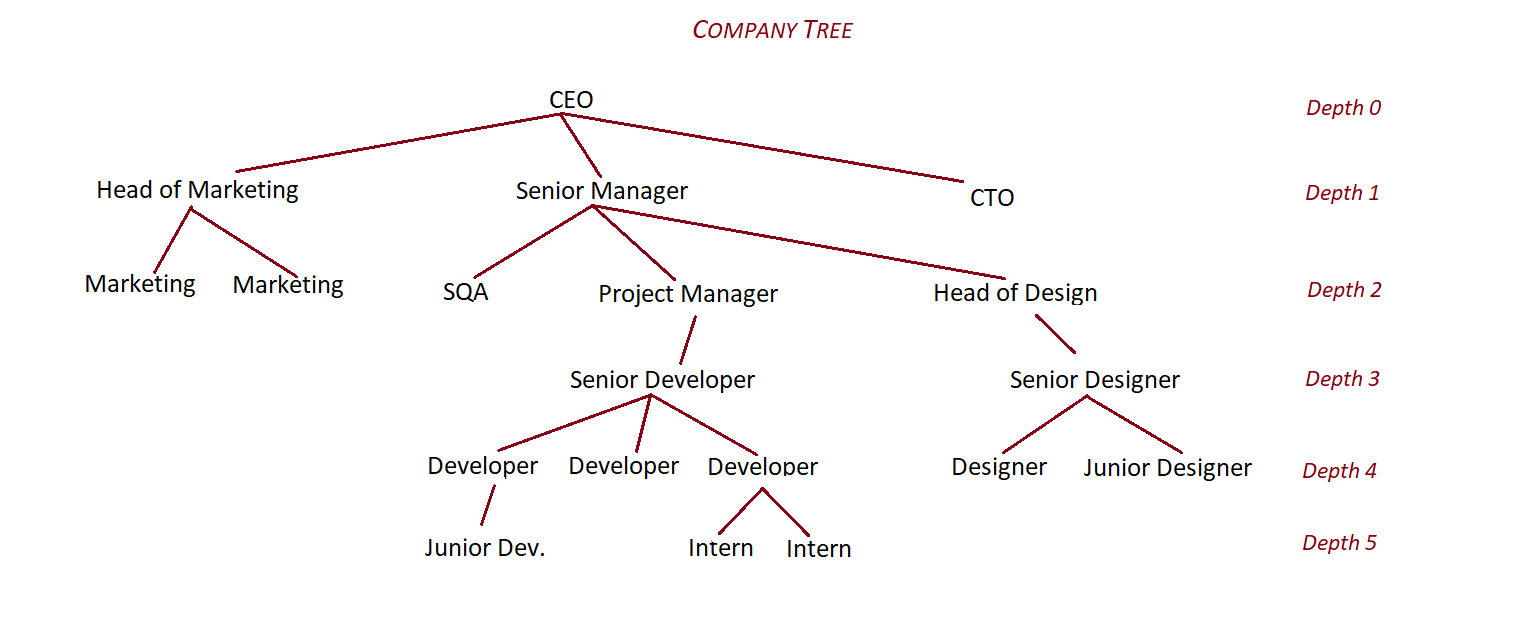 COMPANY TREE
CEO Depth 0
Head of Marketing Senior Manager CTO Depth 1
Marketing Marketing SQA Project Manager Head of Design Depth 2
Senior Developer Senior Designer Depth 3
Developer Developer Developer Designer Junior Designer Depth 4
Junior Dev. Intern Intern Depth 5